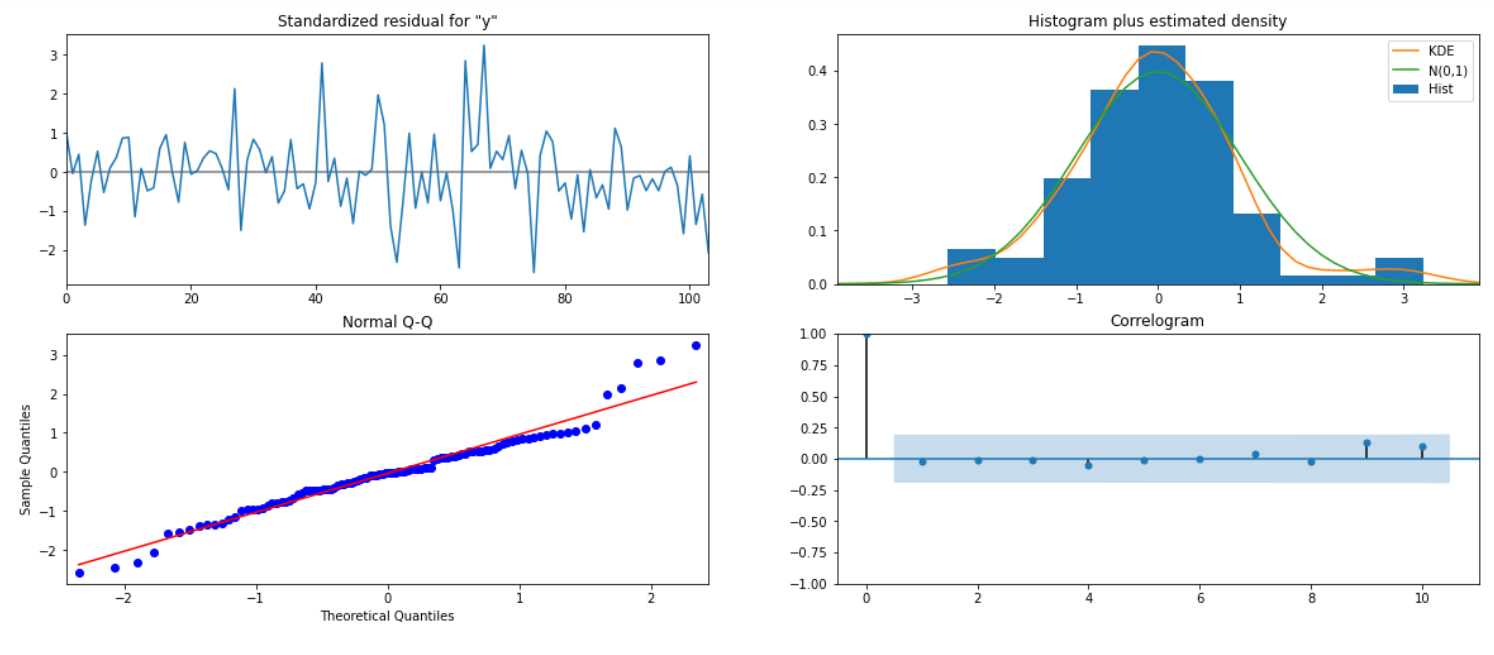 Standardized residual for "y"
3
2
1
0
−1
−2
0 20 40 60 80 100
Histogram plus estimated density
0.4
0.3
0.2
0.1
0.0
KDE
N(0,1)
Hist
−3 −2 −1 0 1 2 3
Normal Q-Q
Sample Quantiles
3
2
1
0
−1
−2
−2 −1 0 1 2
Theoretical Quantiles
Correlogram
1.00
0.75
0.50
0.25
0.00
−0.25
−0.50
−0.75
−1.00
0 2 4 6 8 10